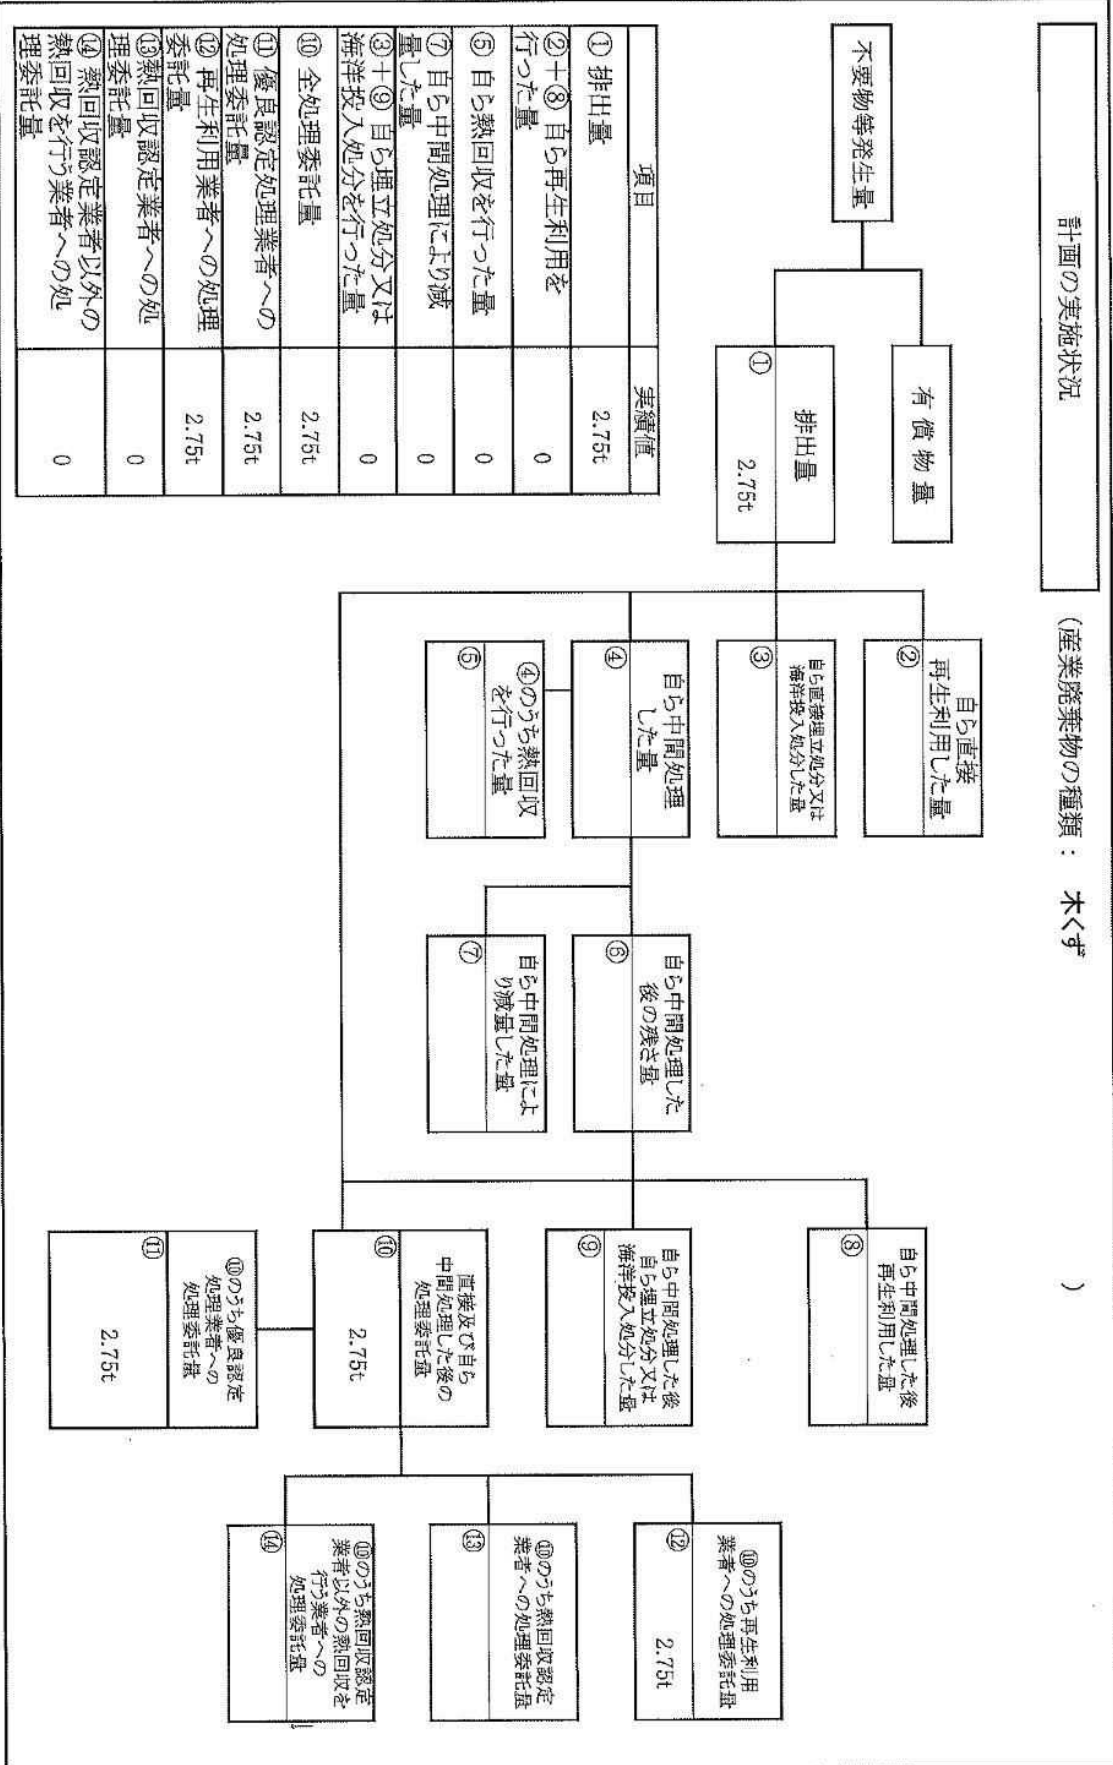 計画の実施状況
(産業廃棄物の種類： 木くず )
不要物等発生量
有償物量
排出量
① 2.75t
自ら直接
再生利用した量
②
自ら直接埋立処分又は
海洋投入処分した量
③
自ら中間処理
した量
④
④のうち熱回収
を行った量
⑤
自ら中間処理した
後の残さ量
⑥
自ら中間処理によ
り減量した量
⑦
自ら中間処理した後
再生利用した量
⑧
自ら中間処理した後
自ら埋立処分又は
海洋投入処分した量
⑨
直接及び自ら
中間処理した後の
処理委託量
⑩ 2.75t
⑩のうち優良認定
処理業者への
処理委託量
⑪ 2.75t
⑩のうち再生利用
業者への処理委託量
⑫ 2.75t
⑩のうち熱回収認定
業者への処理委託量
⑬
⑩のうち熱回収認定
業者以外の熱回収を
行う業者への
処理委託量
⑭
項目 実績値
① 排出量 2.75t
②＋⑧ 自ら再生利用を
行った量 0
⑤ 自ら熱回収を行った量 0
⑦ 自ら中間処理により減
量した量 0
③＋⑨ 自ら埋立処分又は
海洋投入処分を行った量 0
⑩ 全処理委託量 2.75t
⑪ 優良認定処理業者への
処理委託量 2.75t
⑫ 再生利用業者への処理
委託量 2.75t
⑬熱回収認定業者への処
理委託量 0
⑭ 熱回収認定業者以外の
熱回収を行う業者への処
理委託量 0